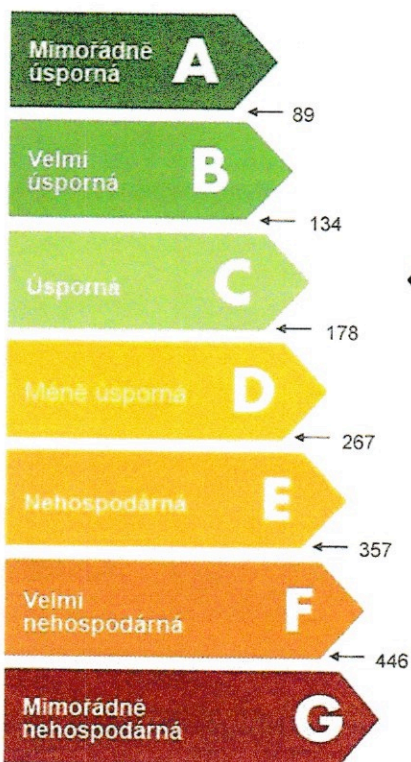 Mimořádně
úsporná
A
89
Velmi
úsporná
B
134
Úsporná
C
178
Méně úsporná
D
267
Nehospodárná
E
357
Velmi
nehospodárná
F
446
Mimořádně
nehospodárná
G